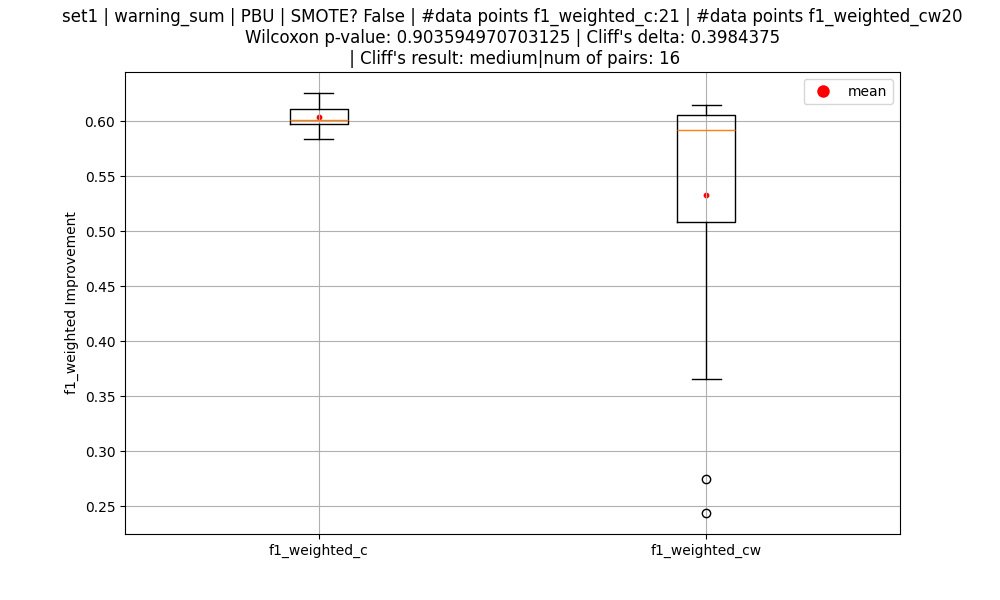 set1 | warning_sum | PBU | SMOTE? False | #data points f1_weighted_c:21 | #data points f1_weighted_cw20
Wilcoxon p-value: 0.903594970703125 | Cliff's delta: 0.3984375
| Cliff's result: medium|num of pairs: 16
mean
0.60
0.55
0.50
0.45
0.40
0.35
0.30
0.25
f1_weighted Improvement
f1_weighted_c
f1_weighted_cw